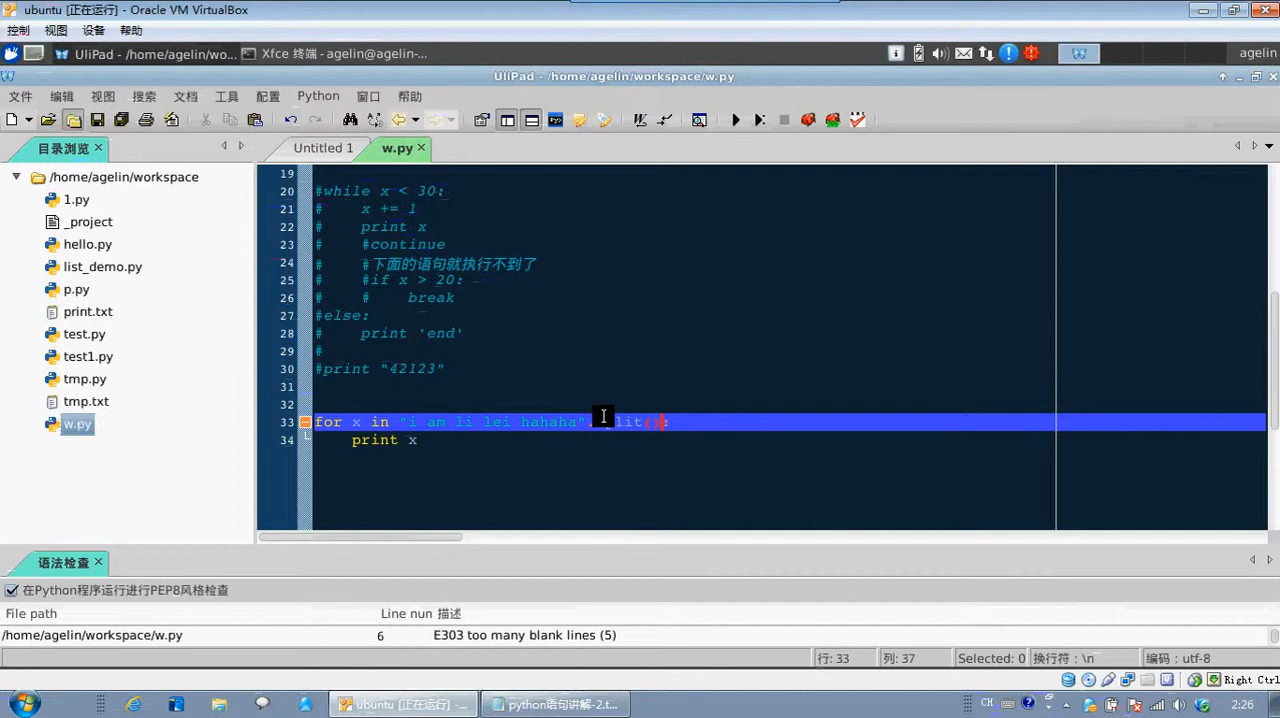 ubuntu [正在运行] - Oracle VM VirtualBox
控制 视图 设备 帮助
UliPad - /home/agelin/wo... Xfce 终端 - agelin@agelin-... agelin
UliPad - /home/agelin/workspace/w.py
文件 编辑 视图 搜索 文档 工具 配置 Python 窗口 帮助
目录浏览 Untitled 1 w.py
/home/agelin/workspace
1.py
_project
hello.py
list_demo.py
p.py
print.txt
test.py
test1.py
tmp.py
tmp.txt
w.py
19
20 #while x < 30:
21 #    x += 1
22 #    print x
23 #    #continue
24 #    #下面的语句就执行不到了
25 #    #if x > 20:
26 #    #    break
27 #else:
28 #    print 'end'
29 #
30 #print "42123"
31
32
33 for x in "i am li lei hahaha".
34     print x
语法检查
在Python程序运行进行PEP8风格检查
File path Line nun 描述
/home/agelin/workspace/w.py 6 E303 too many blank lines (5)
行: 33 列: 37 Selected: 0 换行符: \n 编码: utf-8
Right Ctrl
ubuntu [正在运行] -... python语句讲解-2.t... CH 2:26